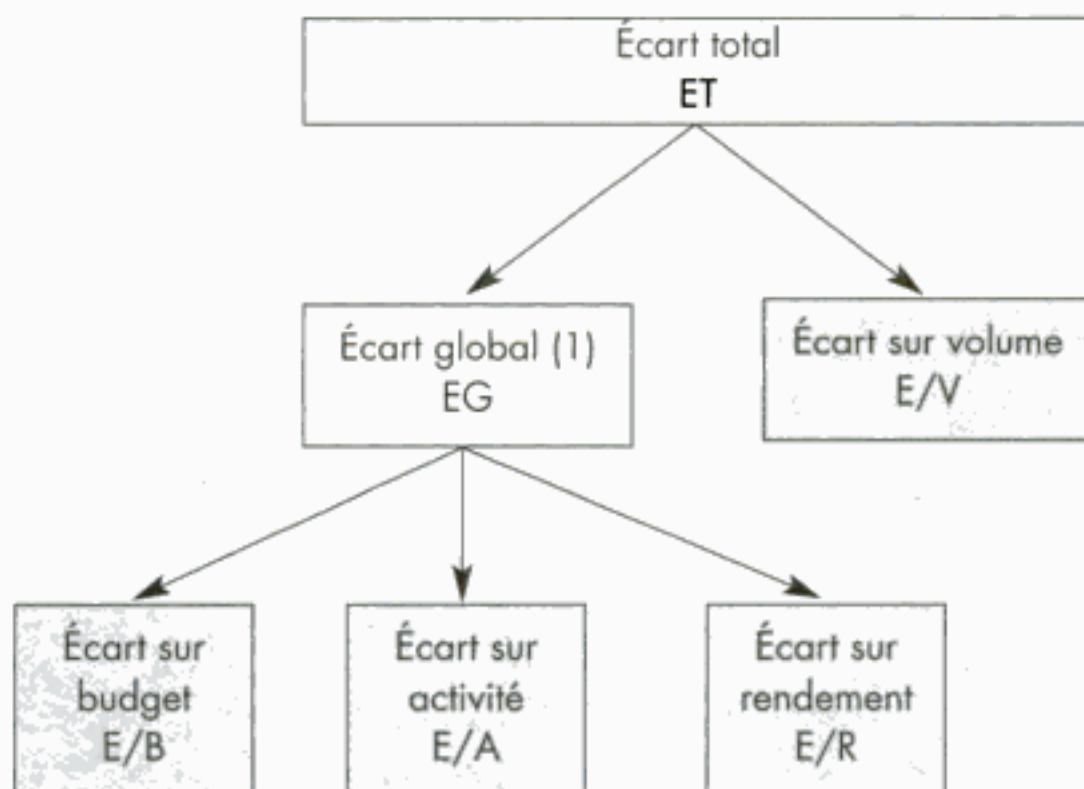 Écart total
ET
Écart global (1)
EG
Écart sur volume
E/V
Écart sur
budget
E/B
Écart sur
activité
E/A
Écart sur
rendement
E/R